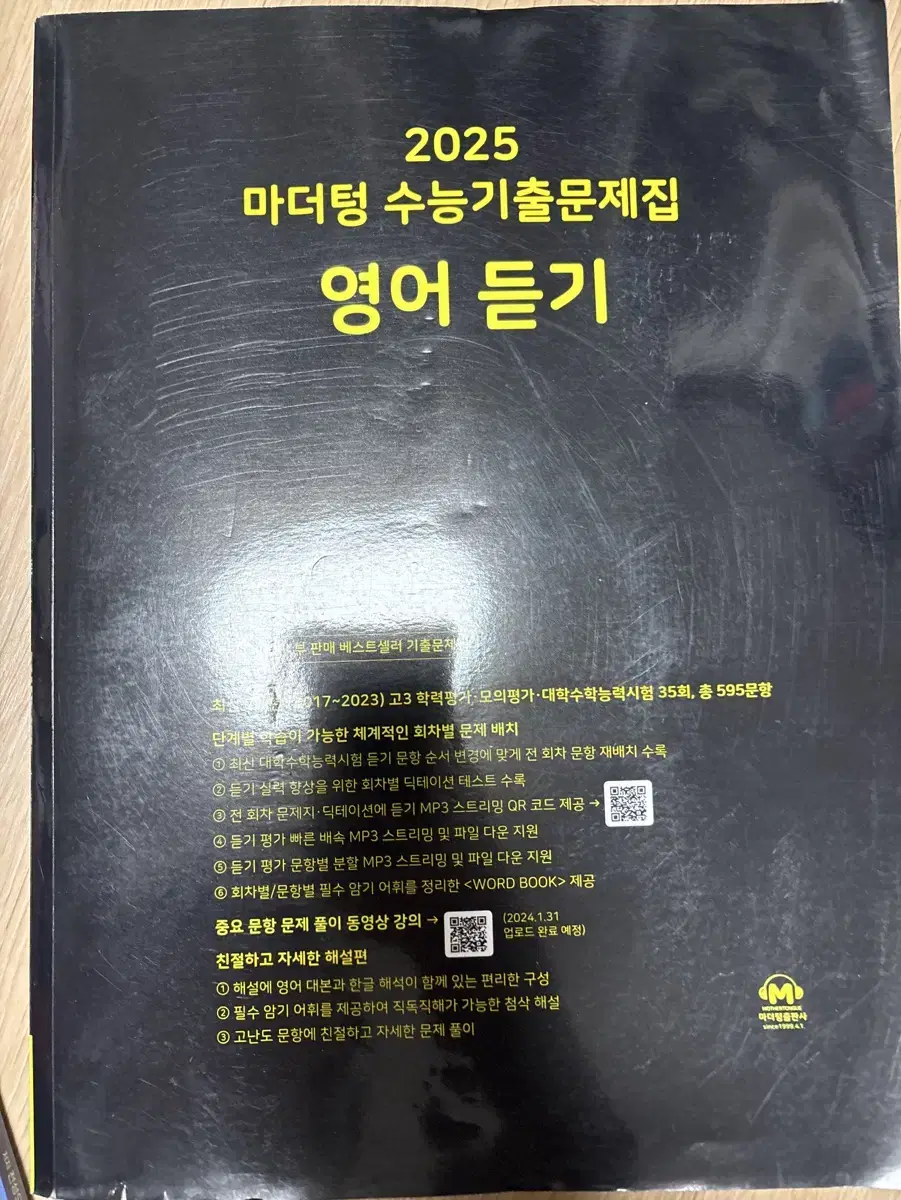 2025
마더텅 수능기출문제집
영어 듣기
판매 베스트셀러 기출문제
최신 2017~2023) 고3 학력평가·모의평가·대학수학능력시험 35회, 총 595문항
단계별 학습이 가능한 체계적인 회차별 문제 배치
① 최신 대학수학능력시험 듣기 문항 순서 변경에 맞게 전 회차 문항 재배치 수록
② 듣기 실력 향상을 위한 회차별 딕테이션 테스트 수록
③ 전 회차 문제지·딕테이션에 듣기 MP3 스트리밍 QR 코드 제공 →
④ 듣기 평가 빠른 배속 MP3 스트리밍 및 파일 다운 지원
⑤ 듣기 평가 문항별 분할 MP3 스트리밍 및 파일 다운 지원
⑥ 회차별/문항별 필수 암기 어휘를 정리한 <WORD BOOK> 제공
중요 문항 문제 풀이 동영상 강의 → (2024.1.31
업로드 완료 예정)
친절하고 자세한 해설편
① 해설에 영어 대본과 한글 해석이 함께 있는 편리한 구성
② 필수 암기 어휘를 제공하여 직독직해가 가능한 첨삭 해설
③ 고난도 문항에 친절하고 자세한 문제 풀이
M
MOTHERTONGUE
마더텅출판사
since1999.4.1.